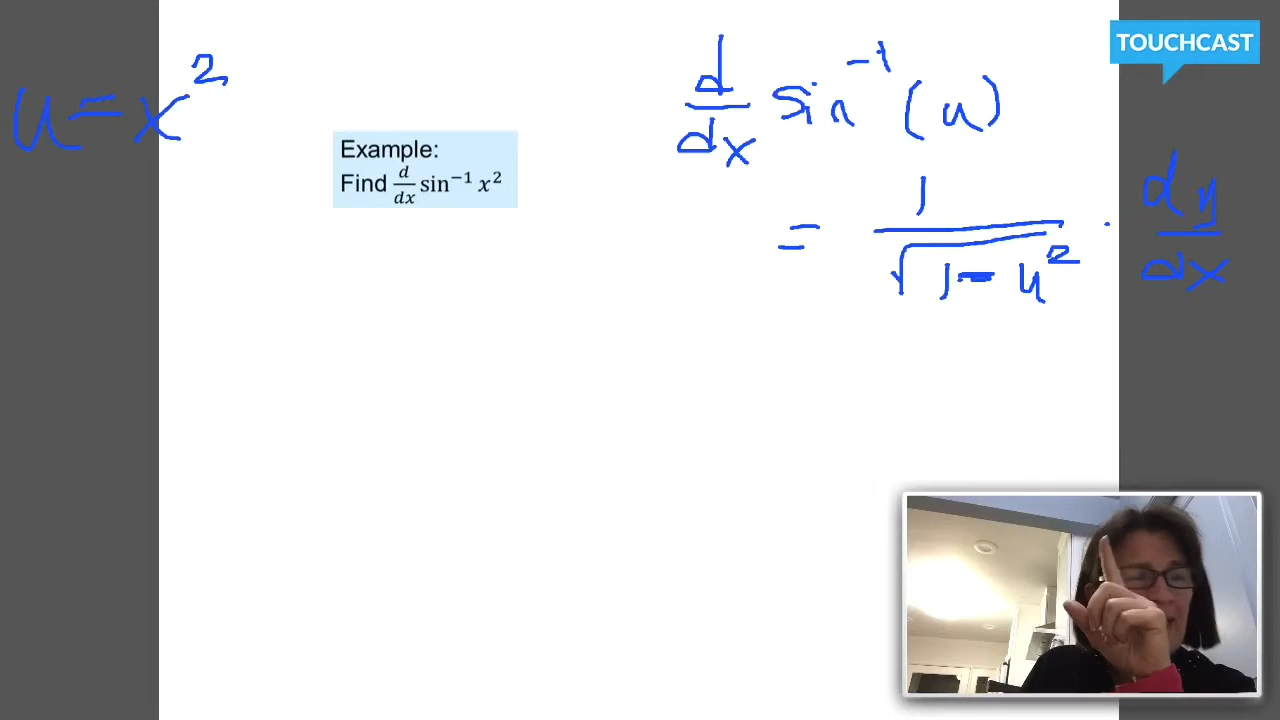 u = x²
Example:
Find d/dx sin⁻¹ x²
d/dx sin⁻¹ (u)
= 1/√(1 - u²) · dy/dx
TOUCHCAST